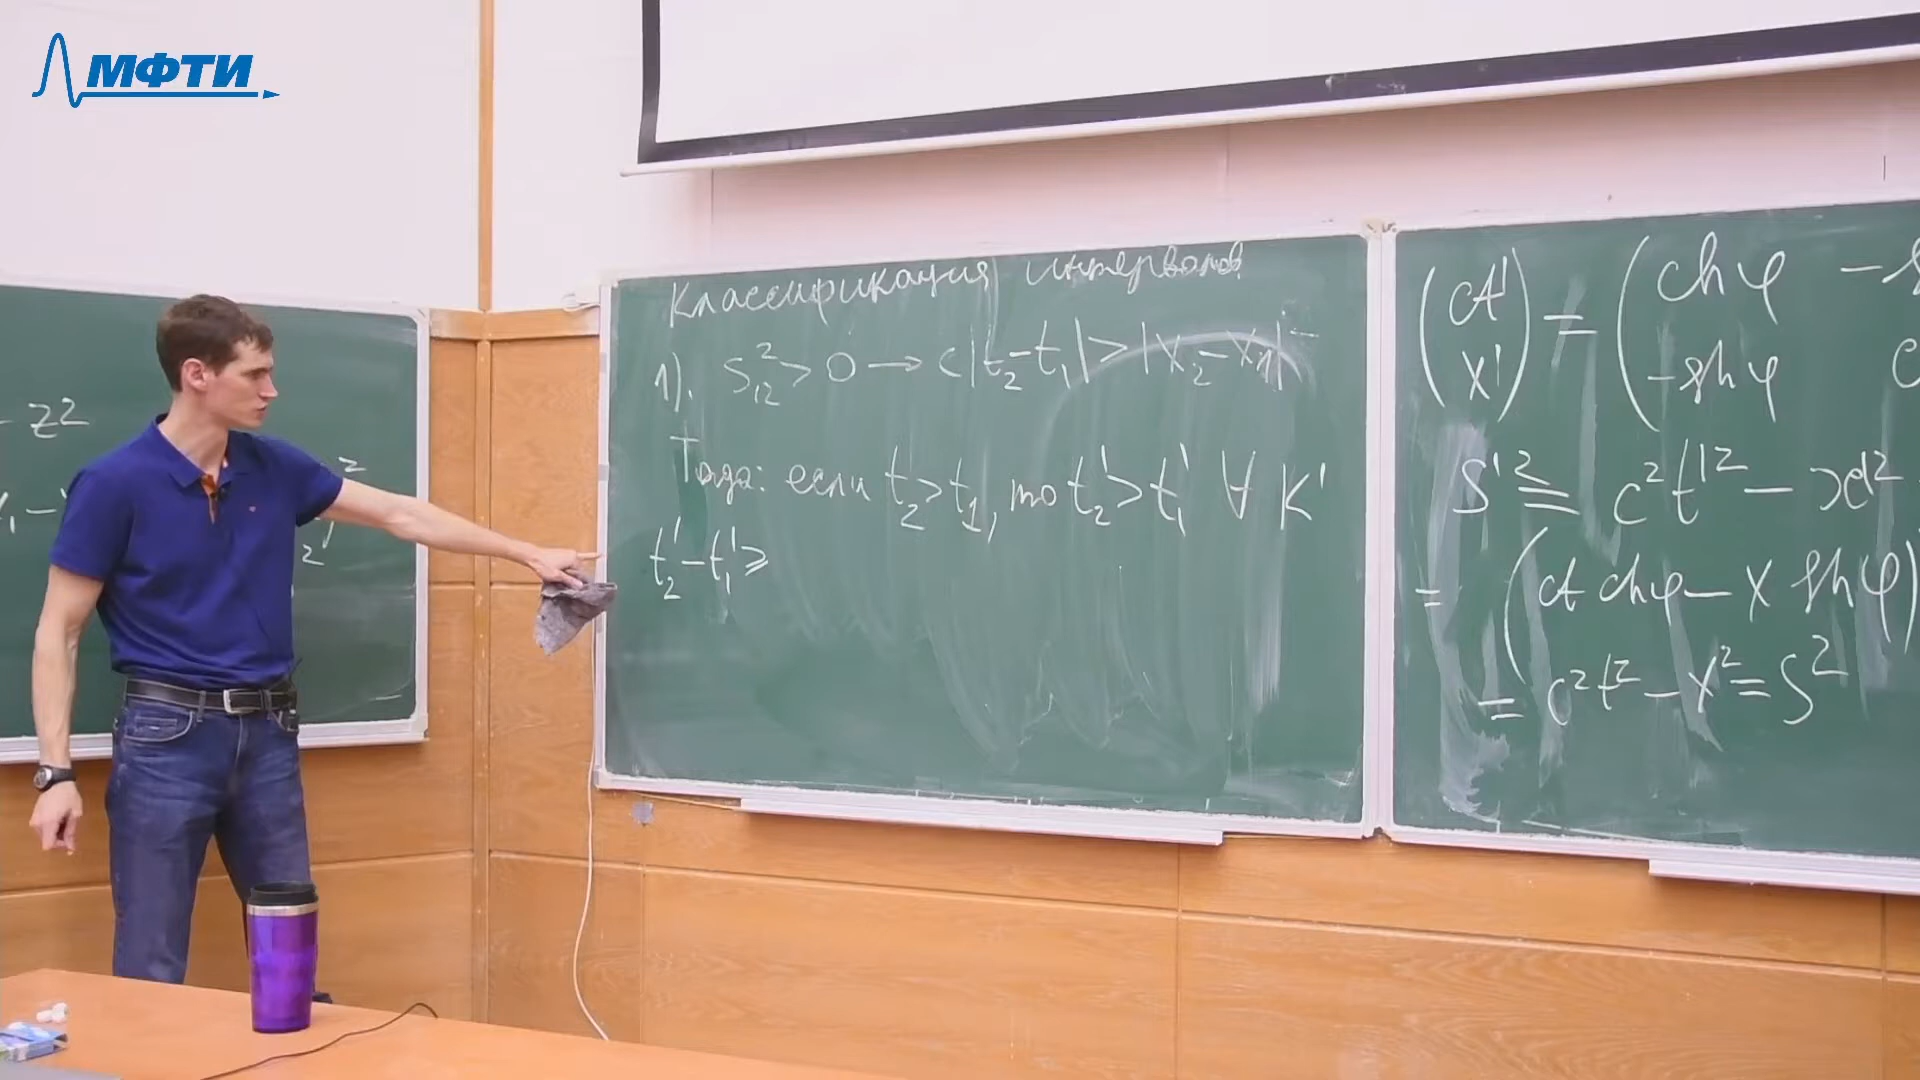 МФТИ
- z²
Классификация интервалов.
1). S₁₂² > 0 → c|t₂-t₁| > |x₂-x₁|
Тогда: если t₂>t₁, то t₂'>t₁' ∀ K'
t₂'-t₁' ≥
(ct' x') = (chφ - -shφ
S'² = c²t'² - x'²
= (ct chφ - x shφ)
= c²t² - x² = S²